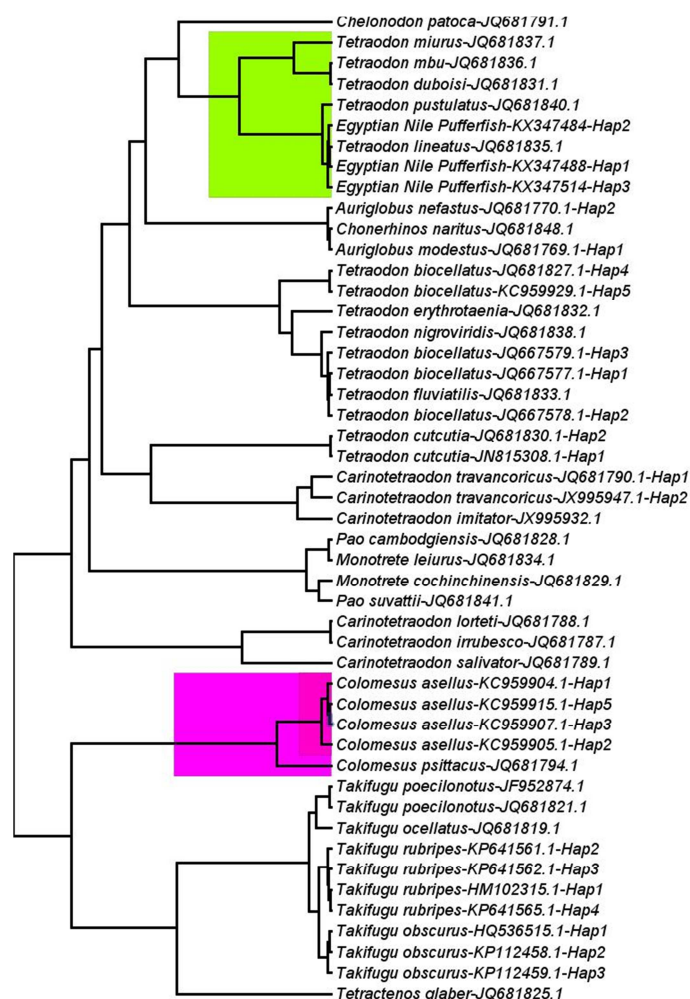 Chelonodon patoca-JQ681791.1
Tetraodon miurus-JQ681837.1
Tetraodon mbu-JQ681836.1
Tetraodon duboisi-JQ681831.1
Tetraodon pustulatus-JQ681840.1
Egyptian Nile Pufferfish-KX347484-Hap2
Tetraodon lineatus-JQ681835.1
Egyptian Nile Pufferfish-KX347488-Hap1
Egyptian Nile Pufferfish-KX347514-Hap3
Auriglobus nefastus-JQ681770.1-Hap2
Chonerhinos naritus-JQ681848.1
Auriglobus modestus-JQ681769.1-Hap1
Tetraodon biocellatus-JQ681827.1-Hap4
Tetraodon biocellatus-KC959929.1-Hap5
Tetraodon erythrotaenia-JQ681832.1
Tetraodon nigroviridis-JQ681838.1
Tetraodon biocellatus-JQ667579.1-Hap3
Tetraodon biocellatus-JQ667577.1-Hap1
Tetraodon fluviatilis-JQ681833.1
Tetraodon biocellatus-JQ667578.1-Hap2
Tetraodon cutcutia-JQ681830.1-Hap2
Tetraodon cutcutia-JN815308.1-Hap1
Carinotetraodon travancoricus-JQ681790.1-Hap1
Carinotetraodon travancoricus-JX995947.1-Hap2
Carinotetraodon imitator-JX995932.1
Pao cambodgiensis-JQ681828.1
Monotrete leiurus-JQ681834.1
Monotrete cochinchinensis-JQ681829.1
Pao suvattii-JQ681841.1
Carinotetraodon lorteti-JQ681788.1
Carinotetraodon irrubesco-JQ681787.1
Carinotetraodon salivator-JQ681789.1
Colomesus asellus-KC959904.1-Hap1
Colomesus asellus-KC959915.1-Hap5
Colomesus asellus-KC959907.1-Hap3
Colomesus asellus-KC959905.1-Hap2
Colomesus psittacus-JQ681794.1
Takifugu poecilonotus-JF952874.1
Takifugu poecilonotus-JQ681821.1
Takifugu ocellatus-JQ681819.1
Takifugu rubripes-KP641561.1-Hap2
Takifugu rubripes-KP641562.1-Hap3
Takifugu rubripes-HM102315.1-Hap1
Takifugu rubripes-KP641565.1-Hap4
Takifugu obscurus-HQ536515.1-Hap1
Takifugu obscurus-KP112458.1-Hap2
Takifugu obscurus-KP112459.1-Hap3
Tetractenos glaber-JQ681825.1